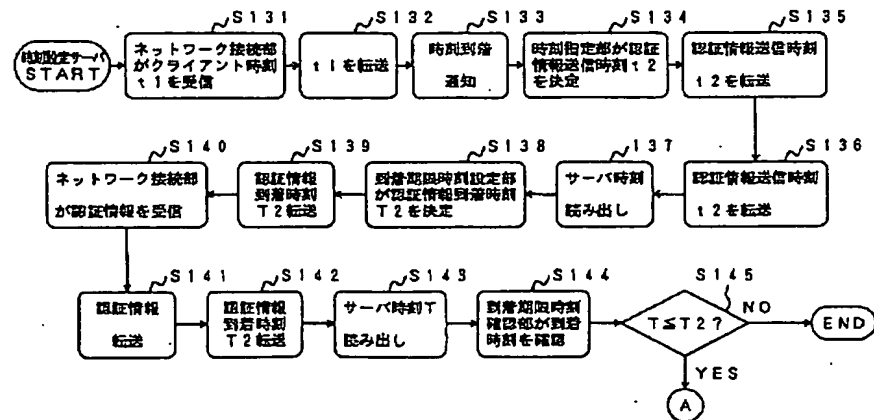 S131
S132
S133
S134
S135
時刻設定サーバ
START
ネットワーク接続部
がクライアント時刻
t1を受信
t1を転送
時刻到着
通知
時刻指定部が認証
情報送信時刻t2
を決定
認証情報送信時刻
t2を転送
S140
S139
S138
137
S136
ネットワーク接続部
が認証情報を受信
認証情報
到着時刻
T2転送
到着期限時刻設定部
が認証情報到着時刻
T2を決定
サーバ時刻
読み出し
認証情報送信時刻
t2を転送
S141
S142
S143
S144
S145
認証情報
転送
認証情報
到着時刻
T2転送
サーバ時刻T
読み出し
到着期限時刻
確認部が到着
時刻を確認
T≦T2?
NO
END
YES
A